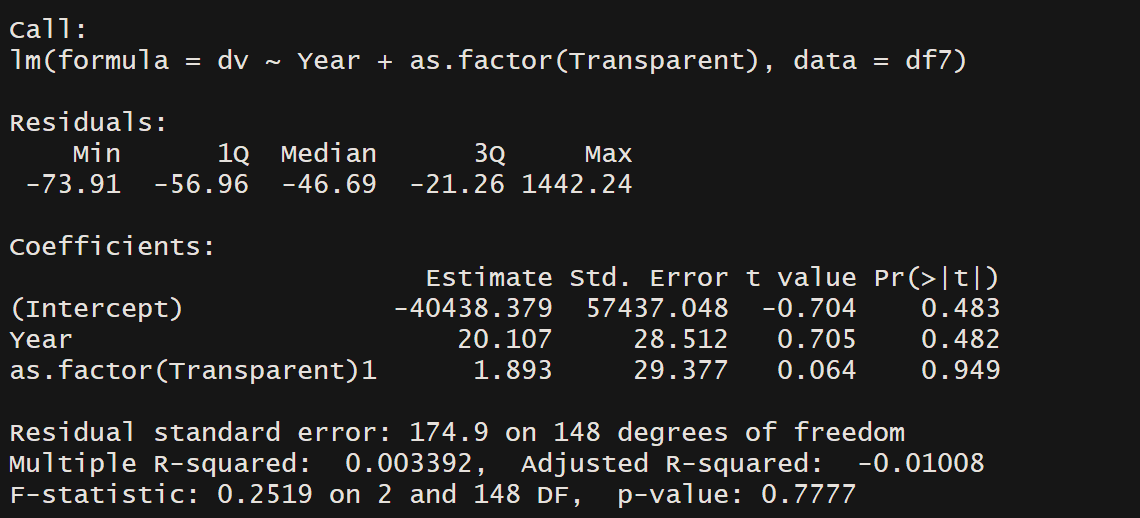 Call:
lm(formula = dv ~ Year + as.factor(Transparent), data = df7)
Residuals:
Min 1Q Median 3Q Max
-73.91 -56.96 -46.69 -21.26 1442.24
Coefficients:
Estimate Std. Error t value Pr(>|t|)
(Intercept) -40438.379 57437.048 -0.704 0.483
Year 20.107 28.512 0.705 0.482
as.factor(Transparent)1 1.893 29.377 0.064 0.949
Residual standard error: 174.9 on 148 degrees of freedom
Multiple R-squared: 0.003392, Adjusted R-squared: -0.01008
F-statistic: 0.2519 on 2 and 148 DF, p-value: 0.7777